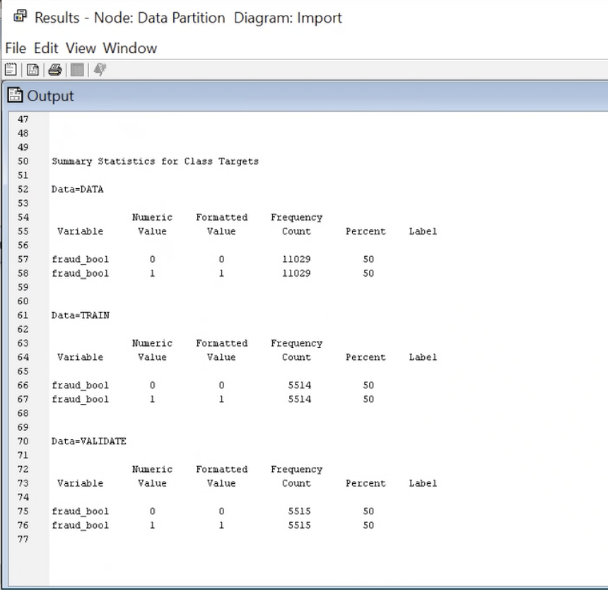 Results - Node: Data Partition Diagram: Import
File Edit View Window
Output
47
48
49
50 Summary Statistics for Class Targets
51
52 Data=DATA
53
54 Numeric Formatted Frequency
55 Variable Value Value Count Percent Label
56
57 fraud_bool 0 0 11029 50
58 fraud_bool 1 1 11029 50
59
60
61 Data=TRAIN
62
63 Numeric Formatted Frequency
64 Variable Value Value Count Percent Label
65
66 fraud_bool 0 0 5514 50
67 fraud_bool 1 1 5514 50
68
69
70 Data=VALIDATE
71
72 Numeric Formatted Frequency
73 Variable Value Value Count Percent Label
74
75 fraud_bool 0 0 5515 50
76 fraud_bool 1 1 5515 50
77